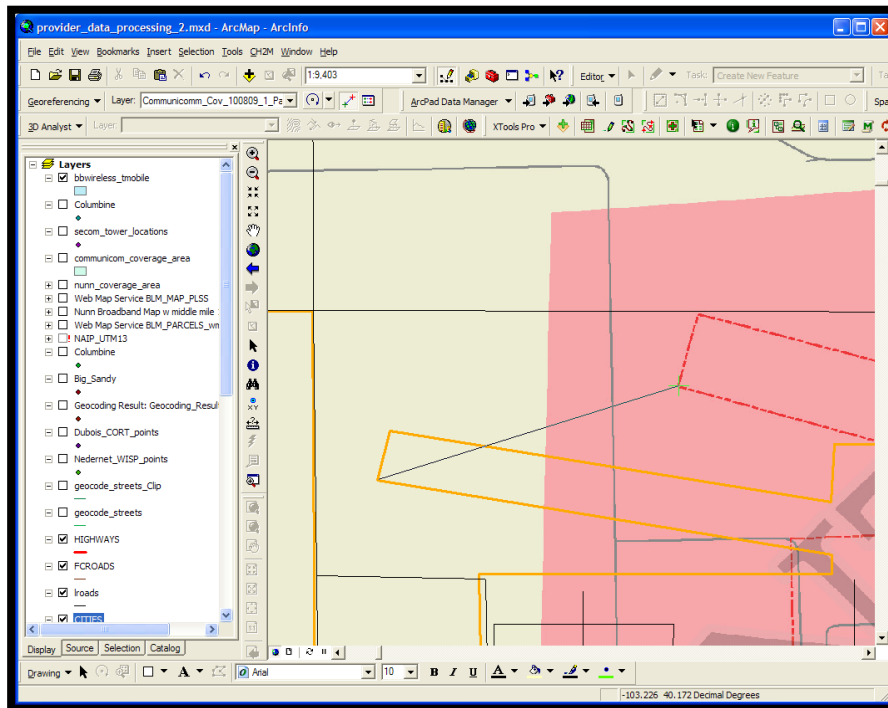 provider_data_processing_2.mxd - ArcMap - ArcInfo
File Edit View Bookmarks Insert Selection Tools CH2M Window Help
1:9,403 Editor Task: Create New Feature
Georeferencing Layer: Communicomm_Cov_100809_1_Pa ArcPad Data Manager Spa
3D Analyst Layer XTools Pro
Layers
bbwireless_tmobile
Columbine
secom_tower_locations
communicom_coverage_area
nunn_coverage_area
Web Map Service BLM_MAP_PLSS
Nunn Broadband Map w middle mile
Web Map Service BLM_PARCELS_wm
NAIP_UTM13
Columbine
Big_Sandy
Geocoding Result: Geocoding_Resul
Dubois_CORT_points
Nedernet_WISP_points
geocode_streets_Clip
geocode_streets
HIGHWAYS
FCROADS
lroads
CITIES
Display Source Selection Catalog
Drawing A Arial 10 B I U A
-103.226 40.172 Decimal Degrees